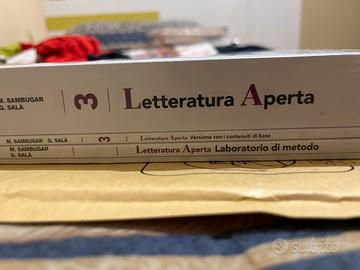 M. SAMBUGAR
G. SALÀ
3
Letteratura Aperta
M. SAMBUGAR G. SALÀ
3
Letteratura Aperta Versione con i contenuti di base
M. SAMBUGAR
G. SALÀ
Letteratura Aperta Laboratorio di metodo
subito